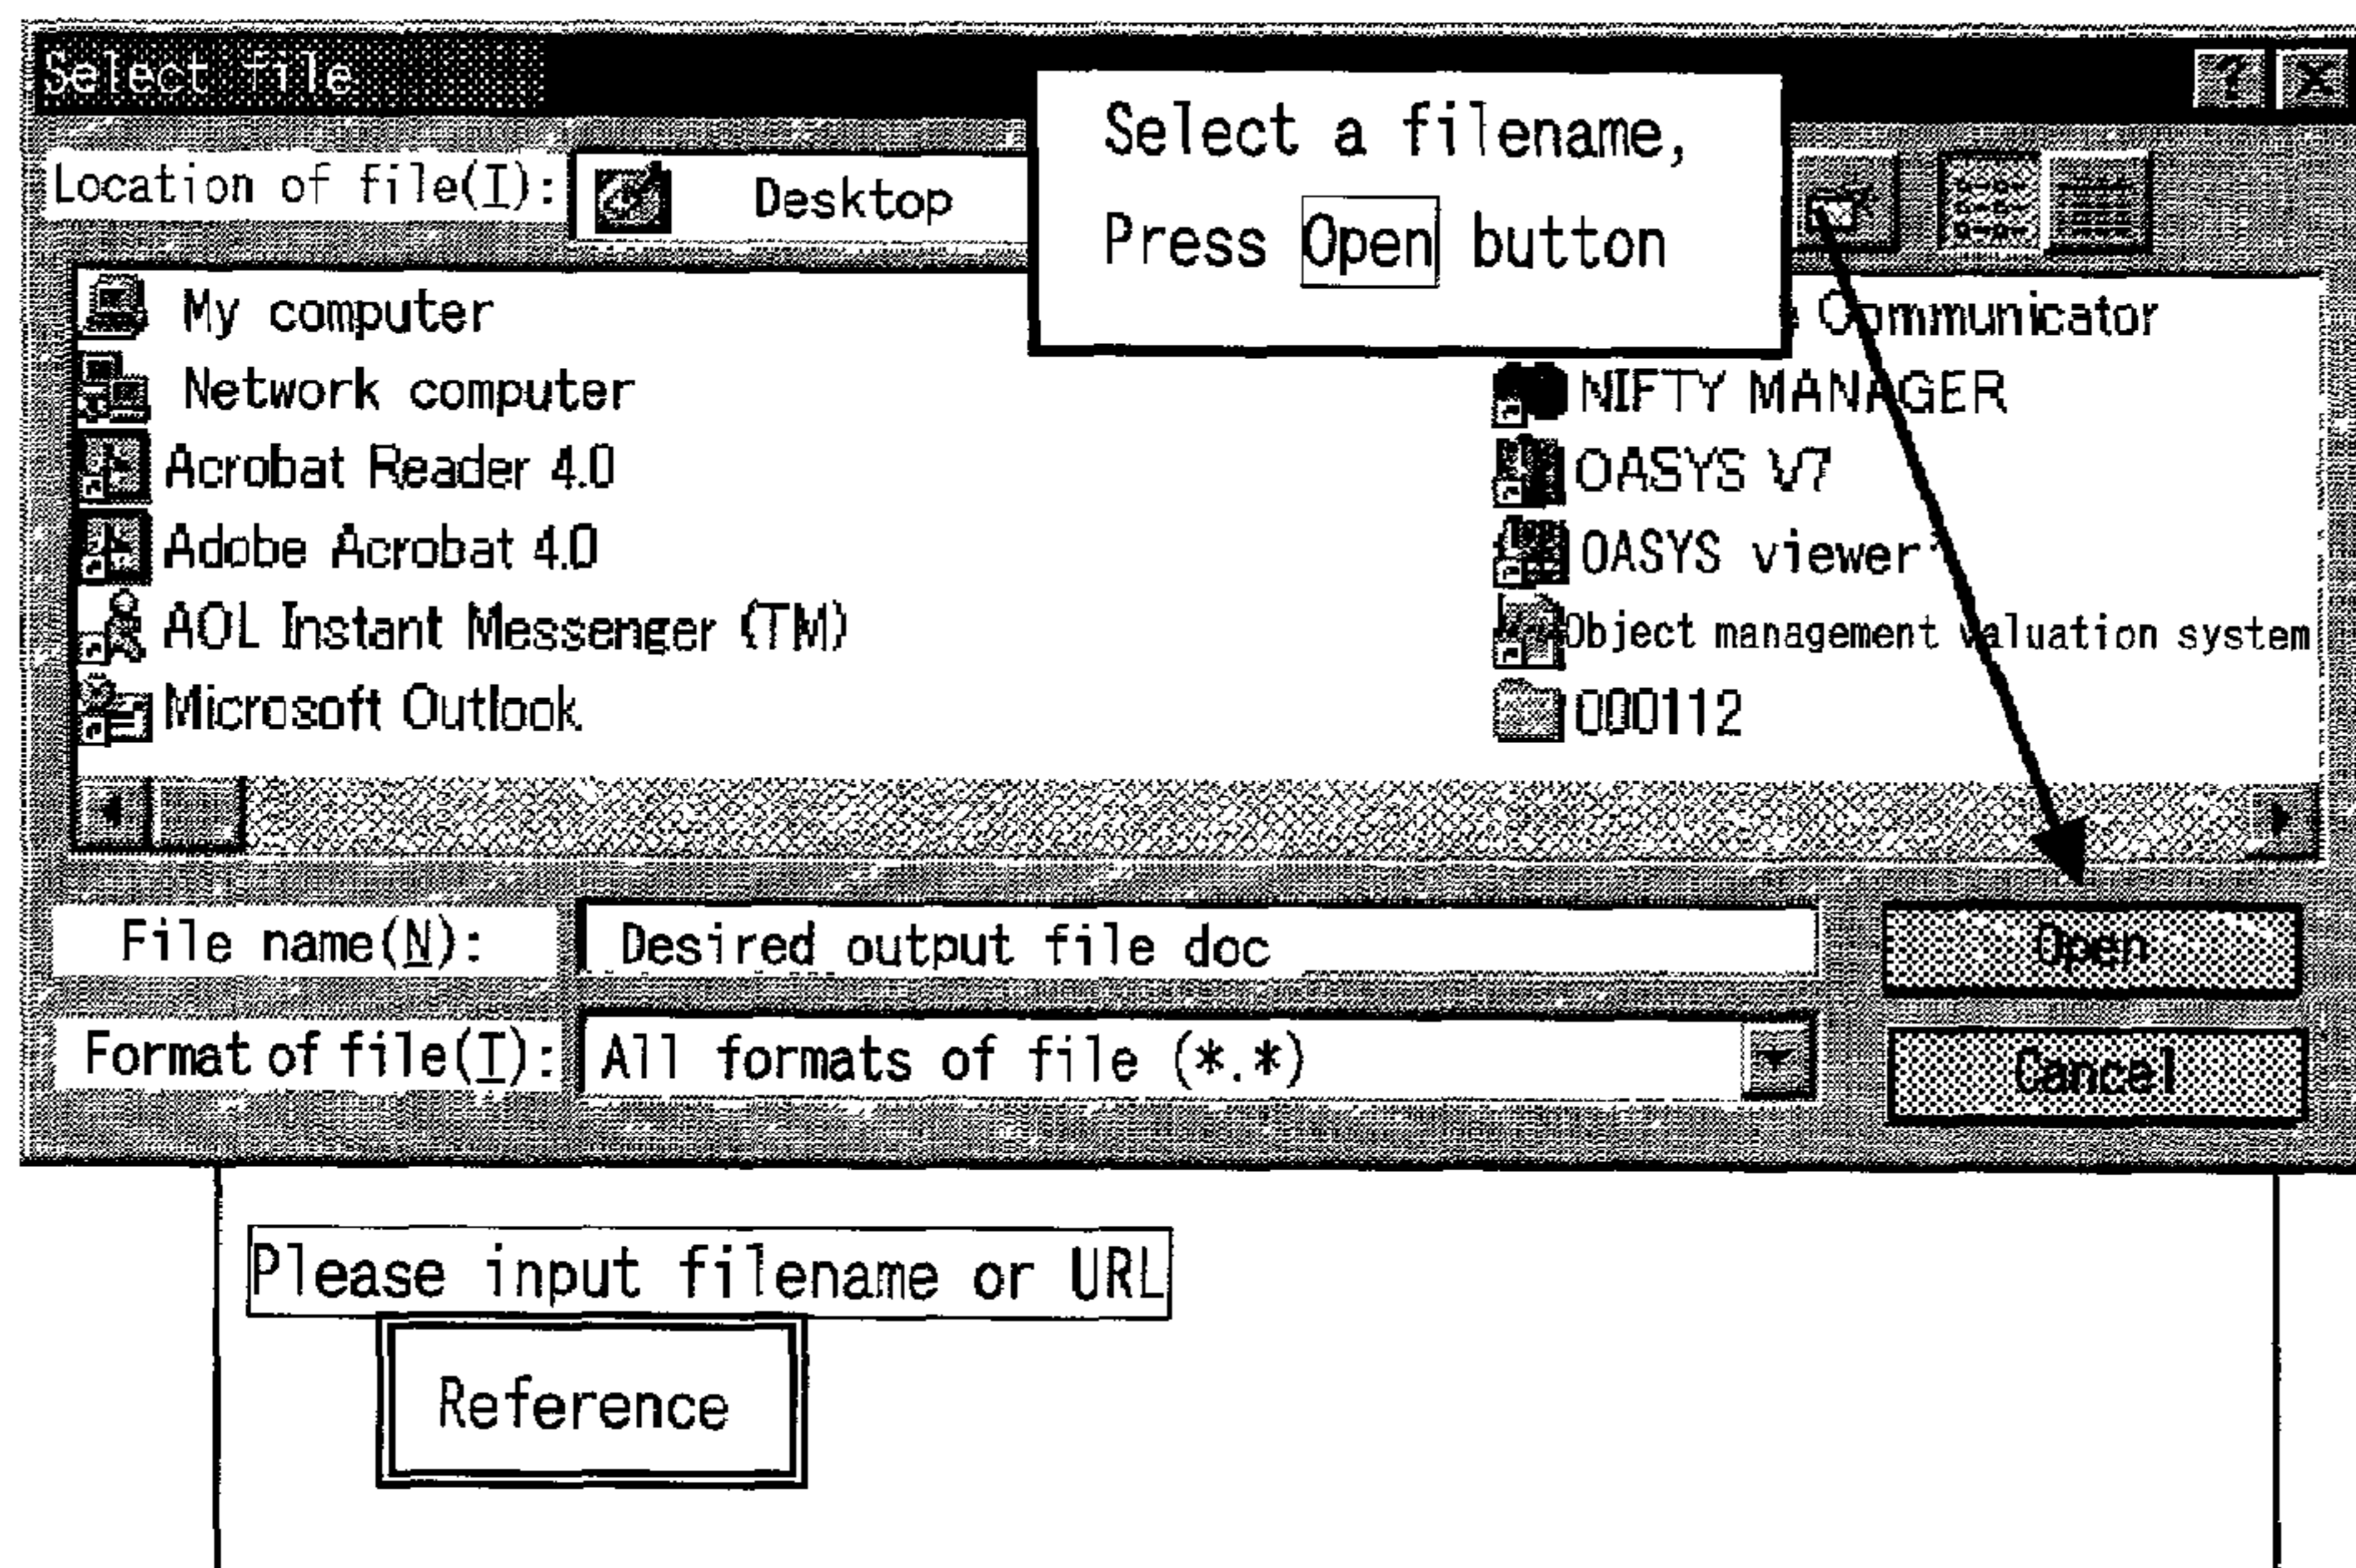 Select file
Select a filename,
Press Open button
Location of file(I):
Desktop
My computer
Network computer
Acrobat Reader 4.0
Adobe Acrobat 4.0
AOL Instant Messenger (TM)
Microsoft Outlook
Communicator
NIFTY MANAGER
OASYS V7
OASYS viewer
Object management valuation system
000112
File name(N):
Desired output file doc
Open
Format of file(T):
All formats of file (*.*)
Cancel
Please input filename or URL
Reference